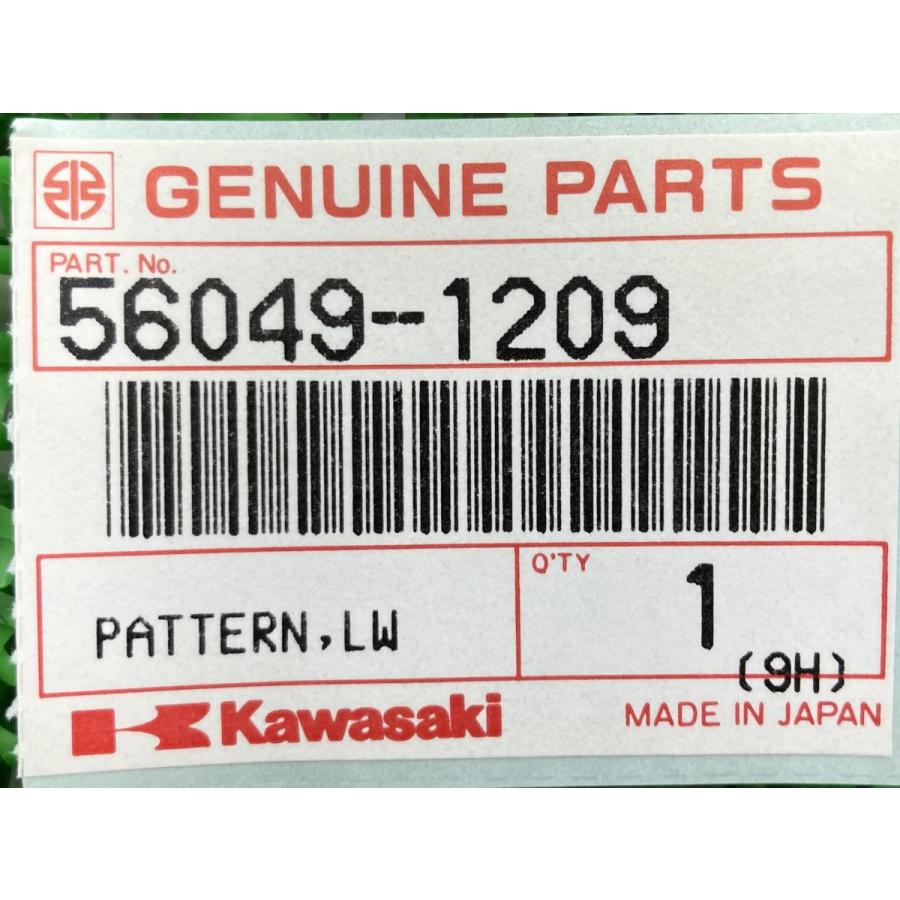 GENUINE PARTS
PART. No.
56049-1209
PATTERN,LW
Q'TY
1
(9H)
Kawasaki
MADE IN JAPAN